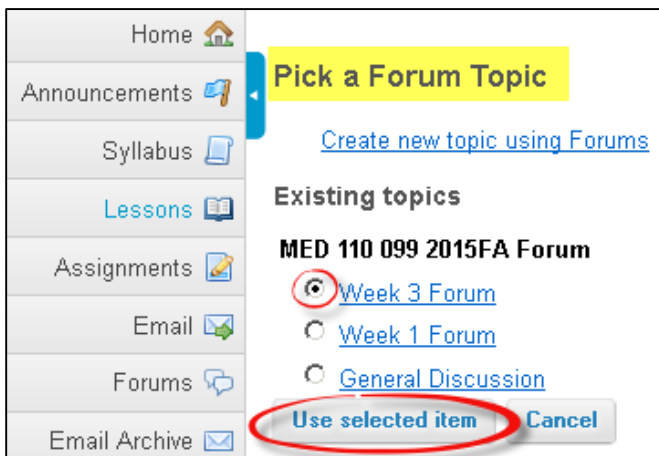 Home
Announcements
Syllabus
Lessons
Assignments
Email
Forums
Email Archive
Pick a Forum Topic
Create new topic using Forums
Existing topics
MED 110 099 2015FA Forum
Week 3 Forum
Week 1 Forum
General Discussion
Use selected item Cancel